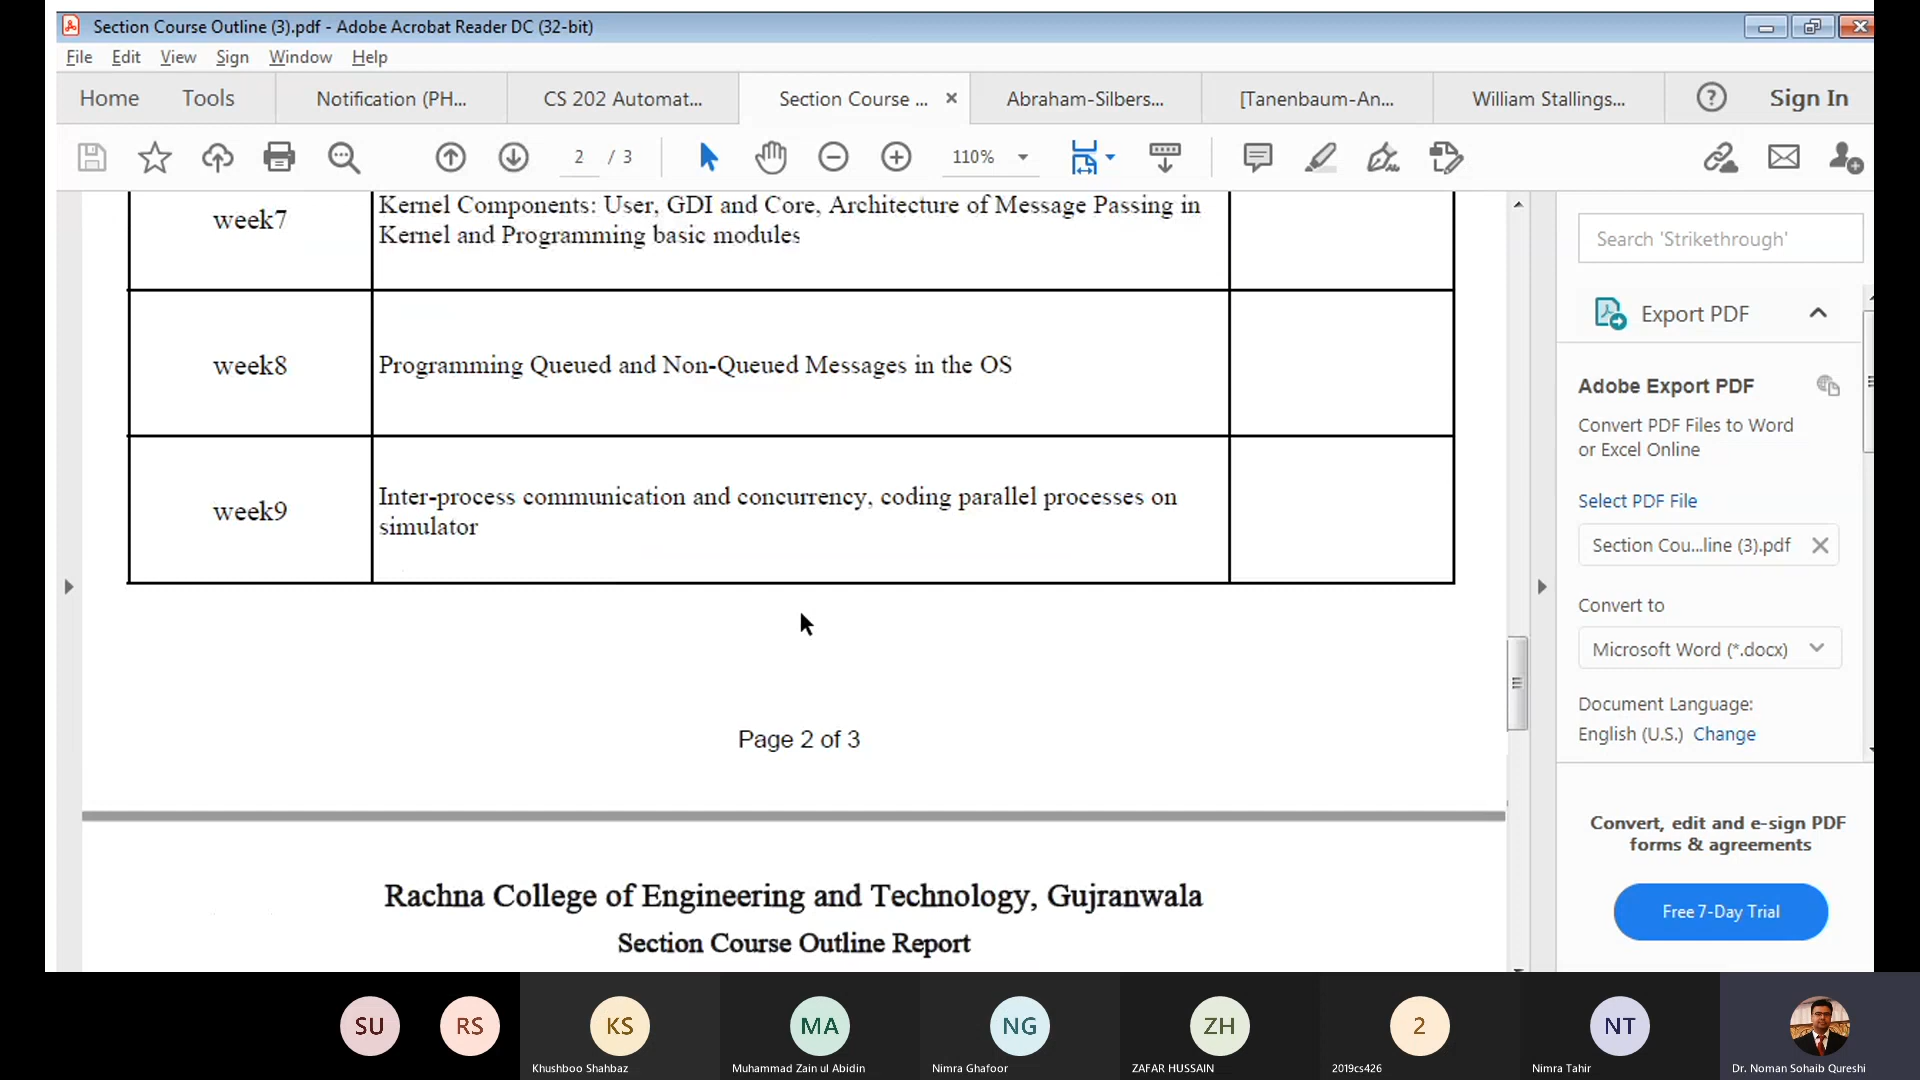 Section Course Outline (3).pdf - Adobe Acrobat Reader DC (32-bit)
File Edit View Sign Window Help
Home Tools Notification (PH... CS 202 Automat... Section Course ... Abraham-Silbers... [Tanenbaum-An... William Stallings... Sign In
2 / 3 110%
week7
Kernel Components: User, GDI and Core, Architecture of Message Passing in
Kernel and Programming basic modules
week8
Programming Queued and Non-Queued Messages in the OS
week9
Inter-process communication and concurrency, coding parallel processes on
simulator
Page 2 of 3
Rachna College of Engineering and Technology, Gujranwala
Section Course Outline Report
Search 'Strikethrough'
Export PDF
Adobe Export PDF
Convert PDF Files to Word
or Excel Online
Select PDF File
Section Cou...line (3).pdf
Convert to
Microsoft Word (*.docx)
Document Language:
English (U.S.) Change
Convert, edit and e-sign PDF
forms & agreements
Free 7-Day Trial
SU RS KS MA NG ZH 2 NT
Khushboo Shahbaz Muhammad Zain ul Abidin Nimra Ghafoor ZAFAR HUSSAIN 2019cs426 Nimra Tahir Dr. Noman Sohaib Qureshi